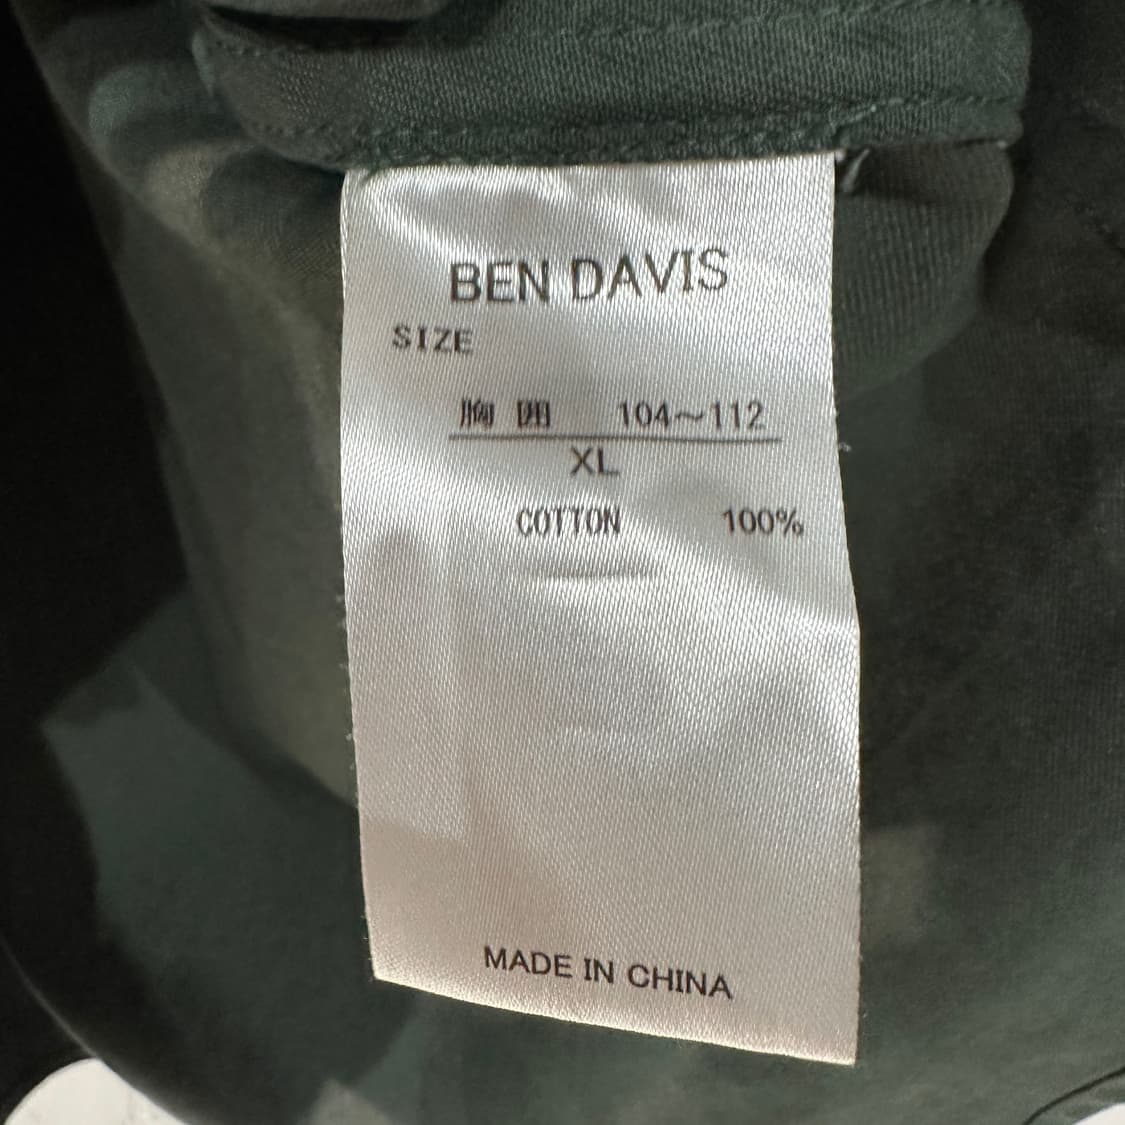 BEN DAVIS
SIZE
胸 囲 104～112
XL
COTTON 100%
MADE IN CHINA